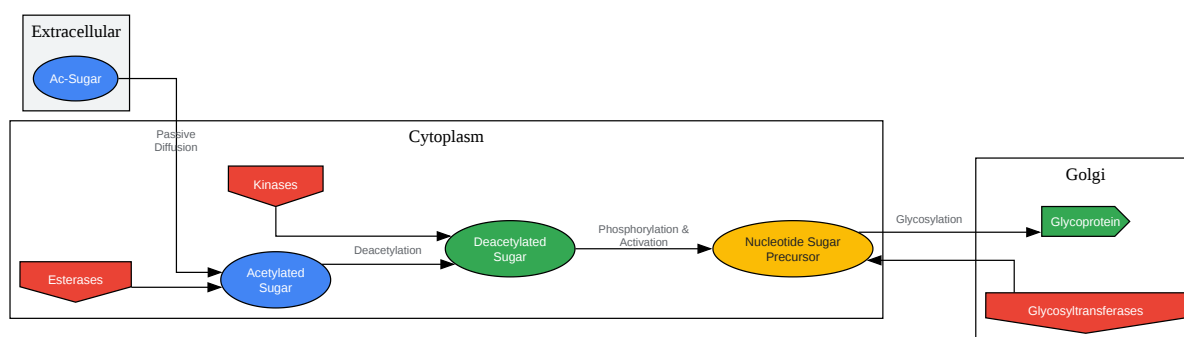 Extracellular
Ac-Sugar
Passive
Diffusion
Cytoplasm
Kinases
Esterases
Acetylated
Sugar
Deacetylation
Deacetylated
Sugar
Phosphorylation &
Activation
Nucleotide Sugar
Precursor
Glycosylation
Golgi
Glycoprotein
Glycosyltransferases